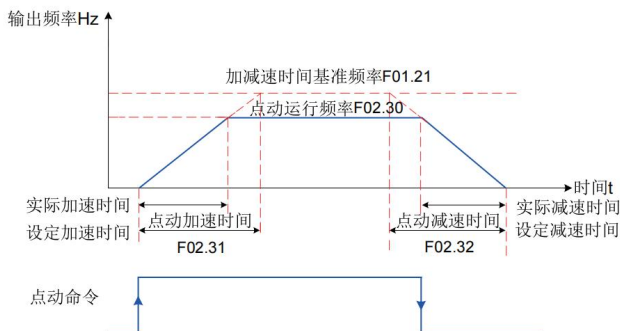 输出频率Hz
加减速时间基准频率F01.21
点动运行频率F02.30
时间t
实际加速时间
实际减速时间
点动加速时间
点动减速时间
设定加速时间
设定减速时间
F02.31
F02.32
点动命令